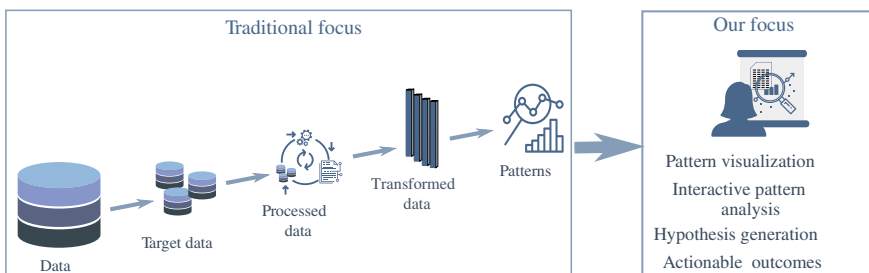 Traditional focus
Data
Target data
Processed
data
Transformed
data
Patterns
Our focus
Pattern visualization
Interactive pattern
analysis
Hypothesis generation
Actionable outcomes